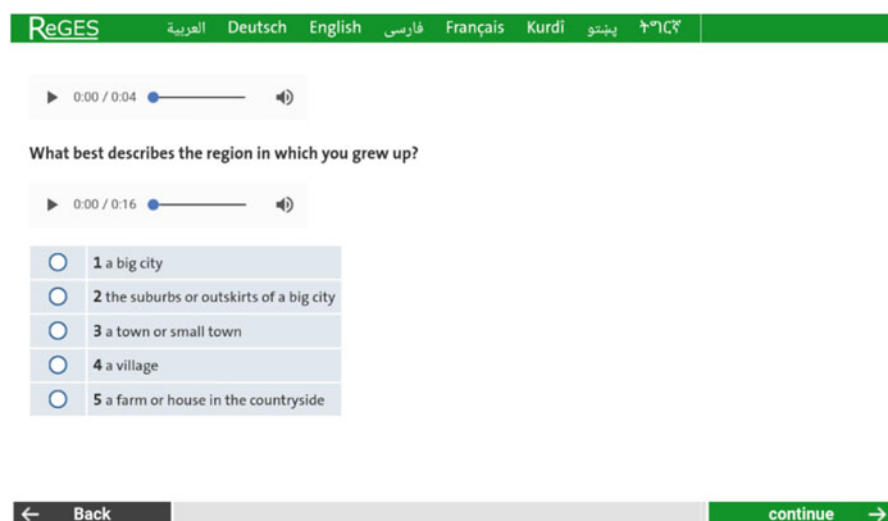 ReGES العربية Deutsch English فارسی Français Kurdî پښتو ትግርኛ
0:00 / 0:04
What best describes the region in which you grew up?
0:00 / 0:16
1 a big city
2 the suburbs or outskirts of a big city
3 a town or small town
4 a village
5 a farm or house in the countryside
← Back continue →